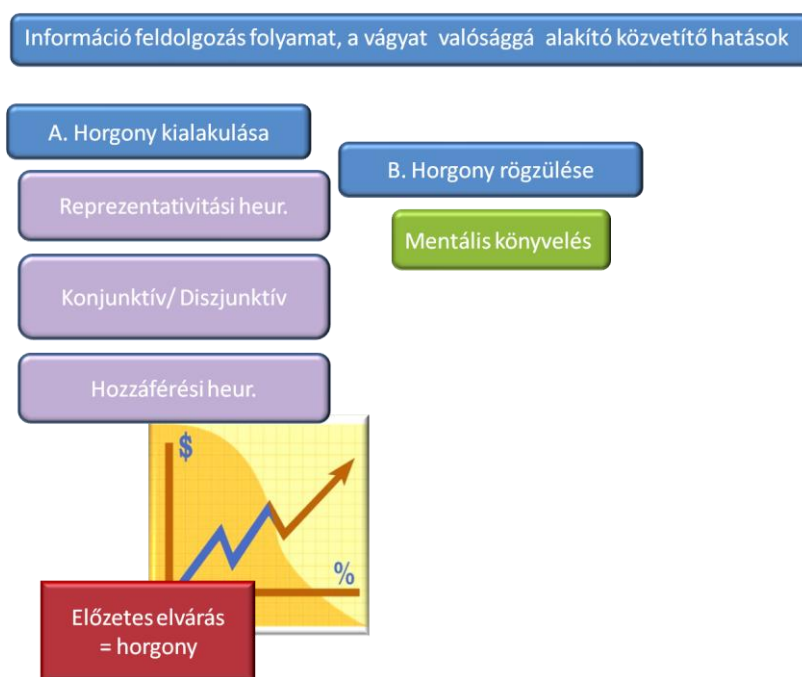 Információ feldolgozás folyamat, a vágyat valósággá alakító közvetítő hatások
A. Horgony kialakulása
Reprezentativitási heur.
Konjunktív/ Diszjunktív
Hozzáférési heur.
B. Horgony rögzülése
Mentális könyvelés
$
%
Előzetes elvárás
= horgony